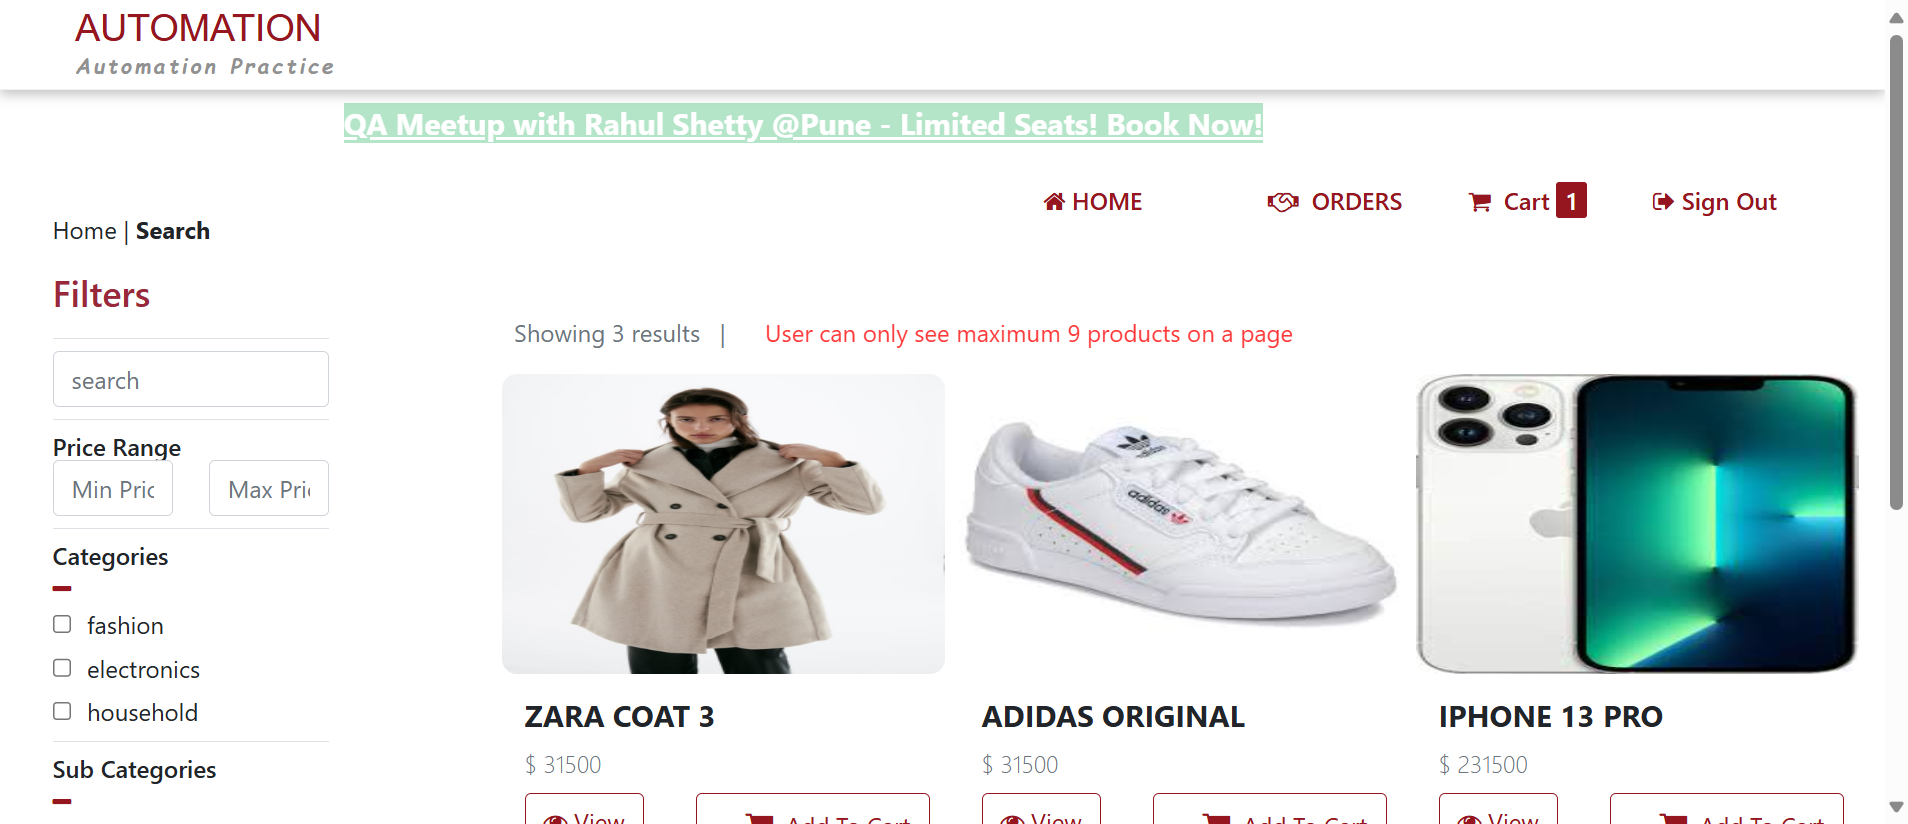 AUTOMATION
Automation Practice
QA Meetup with Rahul Shetty @Pune - Limited Seats! Book Now!
HOME ORDERS Cart 1 Sign Out
Home | Search
Filters
Showing 3 results | User can only see maximum 9 products on a page
search
Price Range
Min Pric Max Pri
Categories
fashion
electronics
household
Sub Categories
adidas
adidas
ZARA COAT 3 ADIDAS ORIGINAL IPHONE 13 PRO
$ 31500 $ 31500 $ 231500
View Add To Cart View Add To Cart View Add To Cart